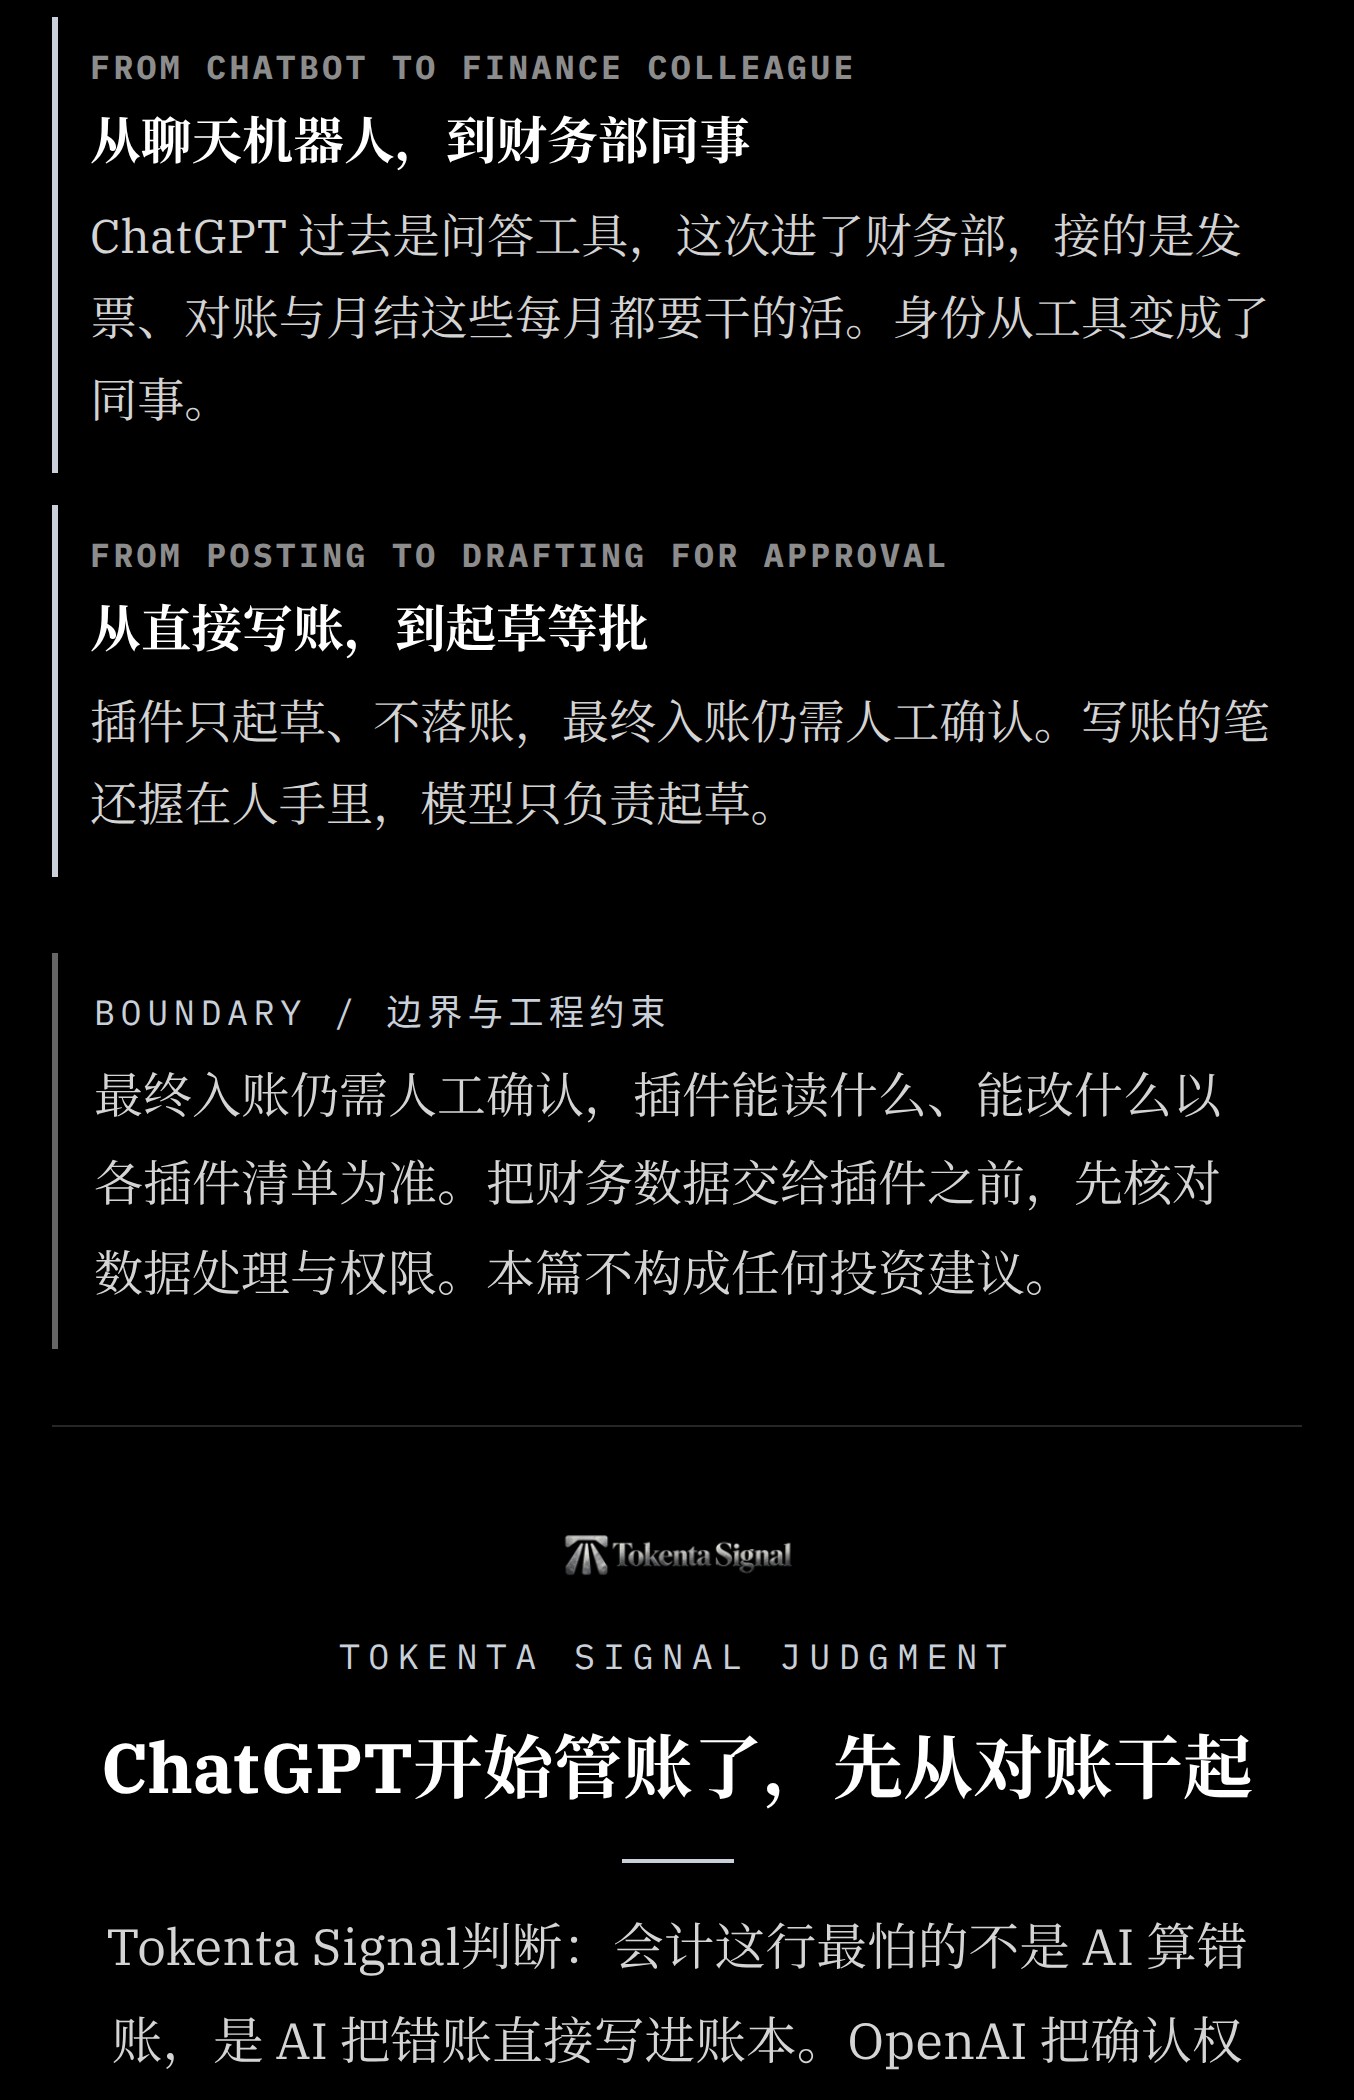 FROM CHATBOT TO FINANCE COLLEAGUE
从聊天机器人，到财务部同事
ChatGPT 过去是问答工具，这次进了财务部，接的是发
票、对账与月结这些每月都要干的活。身份从工具变成了
同事。
FROM POSTING TO DRAFTING FOR APPROVAL
从直接写账，到起草等批
插件只起草、不落账，最终入账仍需人工确认。写账的笔
还握在人手里，模型只负责起草。
BOUNDARY / 边界与工程约束
最终入账仍需人工确认，插件能读什么、能改什么以
各插件清单为准。把财务数据交给插件之前，先核对
数据处理与权限。本篇不构成任何投资建议。
Tokenta Signal
TOKENTA SIGNAL JUDGMENT
ChatGPT开始管账了，先从对账干起
Tokenta Signal判断：会计这行最怕的不是 AI 算错
账，是 AI 把错账直接写进账本。OpenAI 把确认权